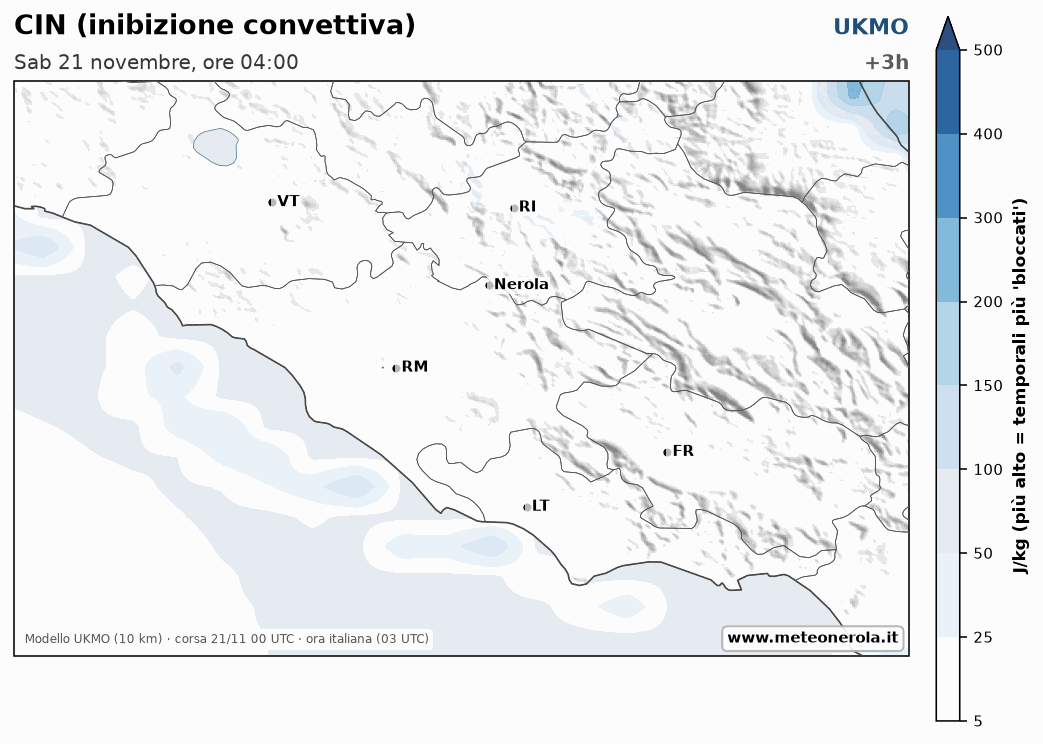 CIN (inibizione convettiva)
UKMO
Sab 21 novembre, ore 04:00
+3h
VT
RI
Nerola
RM
FR
LT
Modello UKMO (10 km) · corsa 21/11 00 UTC · ora italiana (03 UTC)
www.meteonerola.it
500
400
300
200
150
100
50
25
5
J/kg (più alto = temporali più 'bloccati')